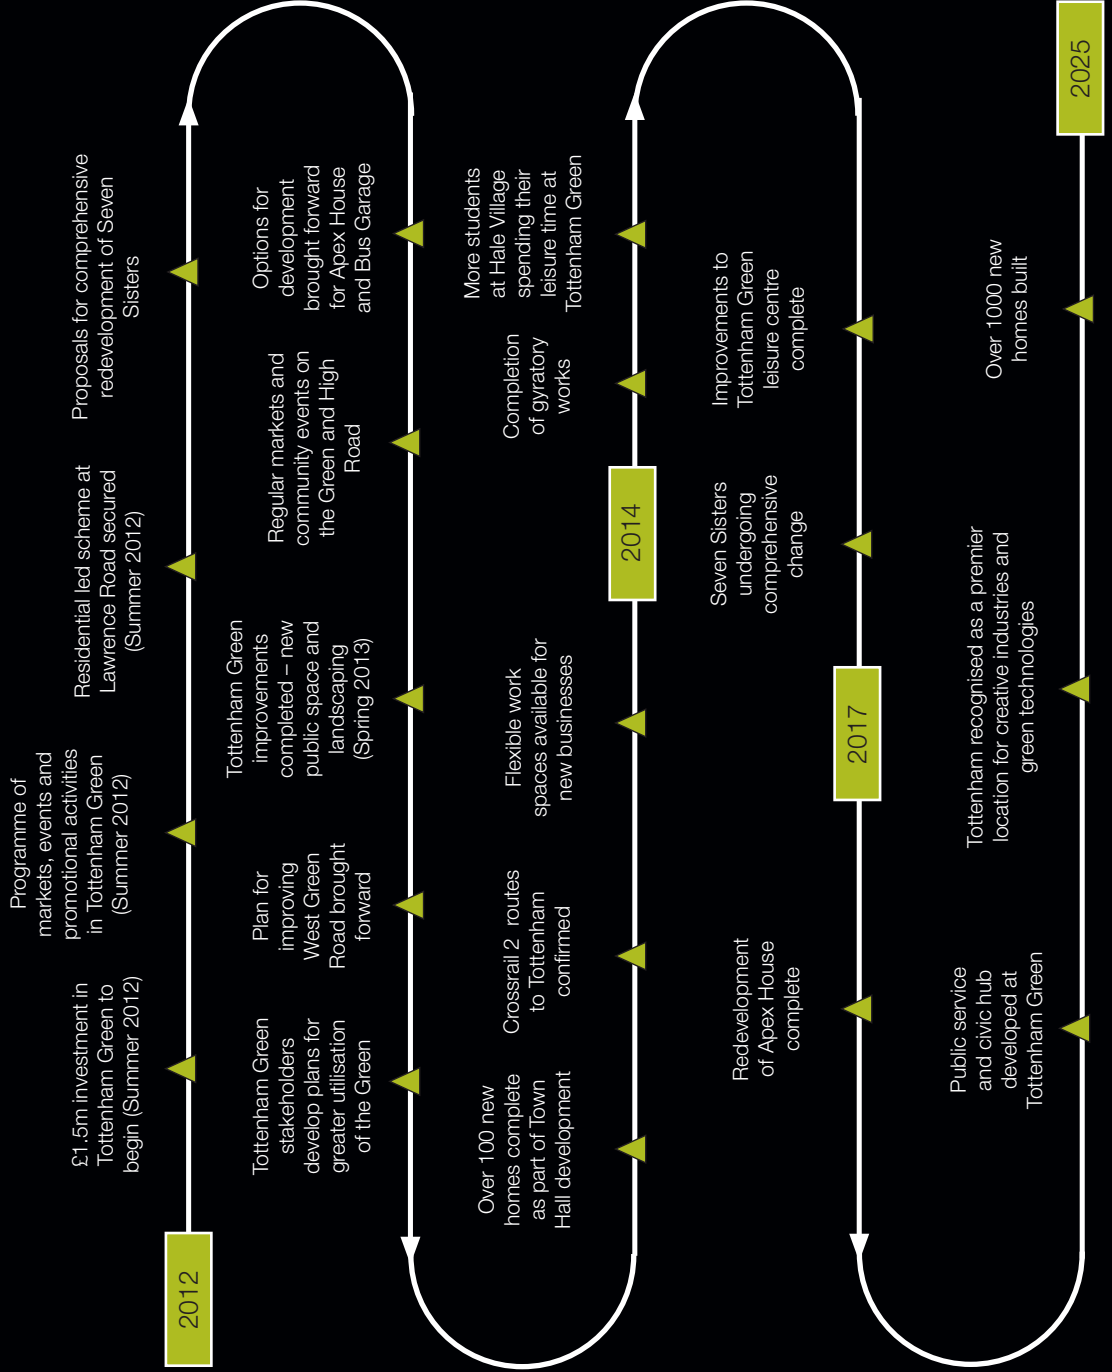 2012
£1.5m investment in
Tottenham Green to
begin (Summer 2012)
Programme of
markets, events and
promotional activities
in Tottenham Green
(Summer 2012)
Residential led scheme at
Lawrence Road secured
(Summer 2012)
Proposals for comprehensive
redevelopment of Seven
Sisters
Options for
development
brought forward
for Apex House
and Bus Garage
Regular markets and
community events on
the Green and High
Road
Tottenham Green
improvements
completed – new
public space and
landscaping
(Spring 2013)
Plan for
improving
West Green
Road brought
forward
Tottenham Green
stakeholders
develop plans for
greater utilisation
of the Green
Over 100 new
homes complete
as part of Town
Hall development
Crossrail 2 routes
to Tottenham
confirmed
Flexible work
spaces available for
new businesses
2014
Completion
of gyratory
works
More students
at Hale Village
spending their
leisure time at
Tottenham Green
Improvements to
Tottenham Green
leisure centre
complete
Seven Sisters
undergoing
comprehensive
change
2017
Redevelopment
of Apex House
complete
Public service
and civic hub
developed at
Tottenham Green
Tottenham recognised as a premier
location for creative industries and
green technologies
Over 1000 new
homes built
2025